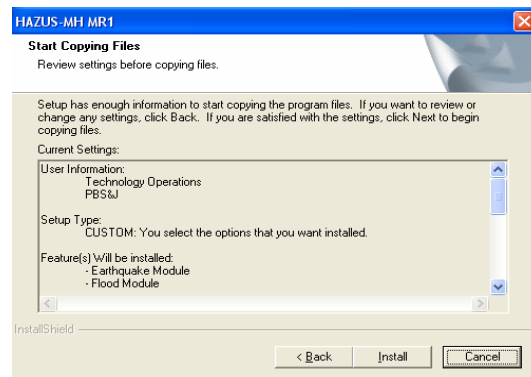 HAZUS-MH MR1
Start Copying Files
Review settings before copying files.
Setup has enough information to start copying the program files. If you want to review or
change any settings, click Back. If you are satisfied with the settings, click Next to begin
copying files.
Current Settings:
User Information:
Technology Operations
PBS&J
Setup Type:
CUSTOM: You select the options that you want installed.
Feature(s) Will be installed:
- Earthquake Module
- Flood Module
InstallShield
< Back
Install
Cancel